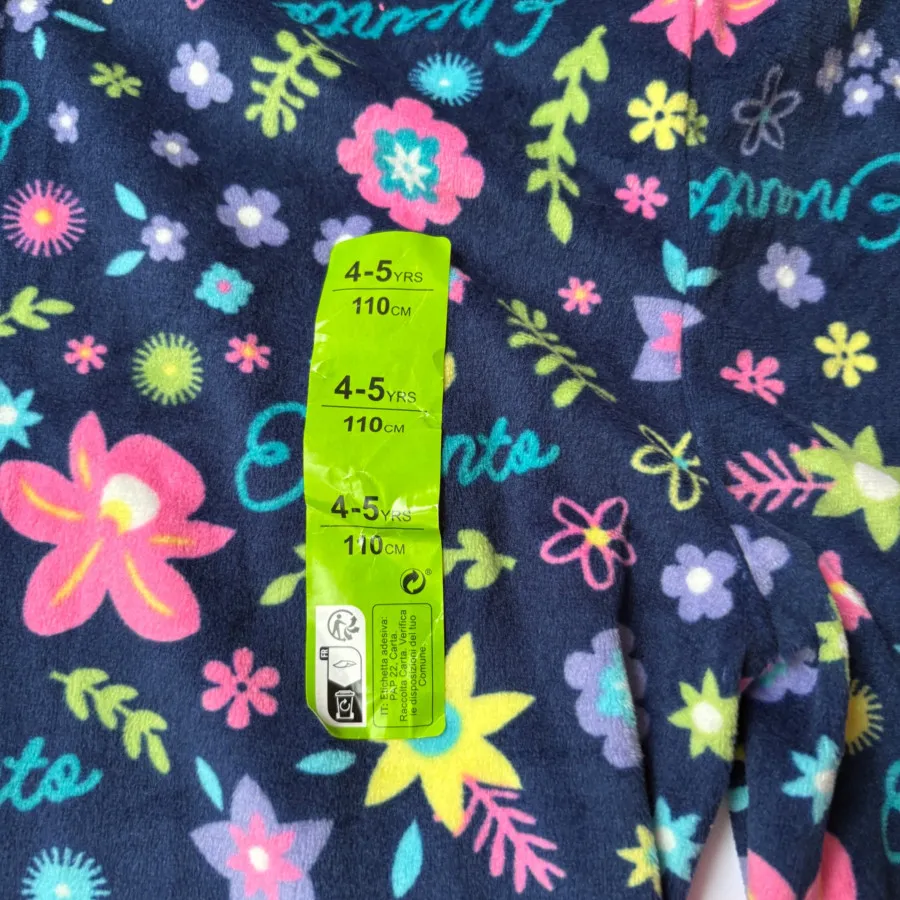 Encanto
Encanto
4-5YRS
110CM
4-5YRS
110CM
4-5YRS
110CM
®
FR
IT: Etichetta adesiva:
PAP 22, Carta.
Raccolta Carta. Verifica
le disposizioni del tuo
Comune.